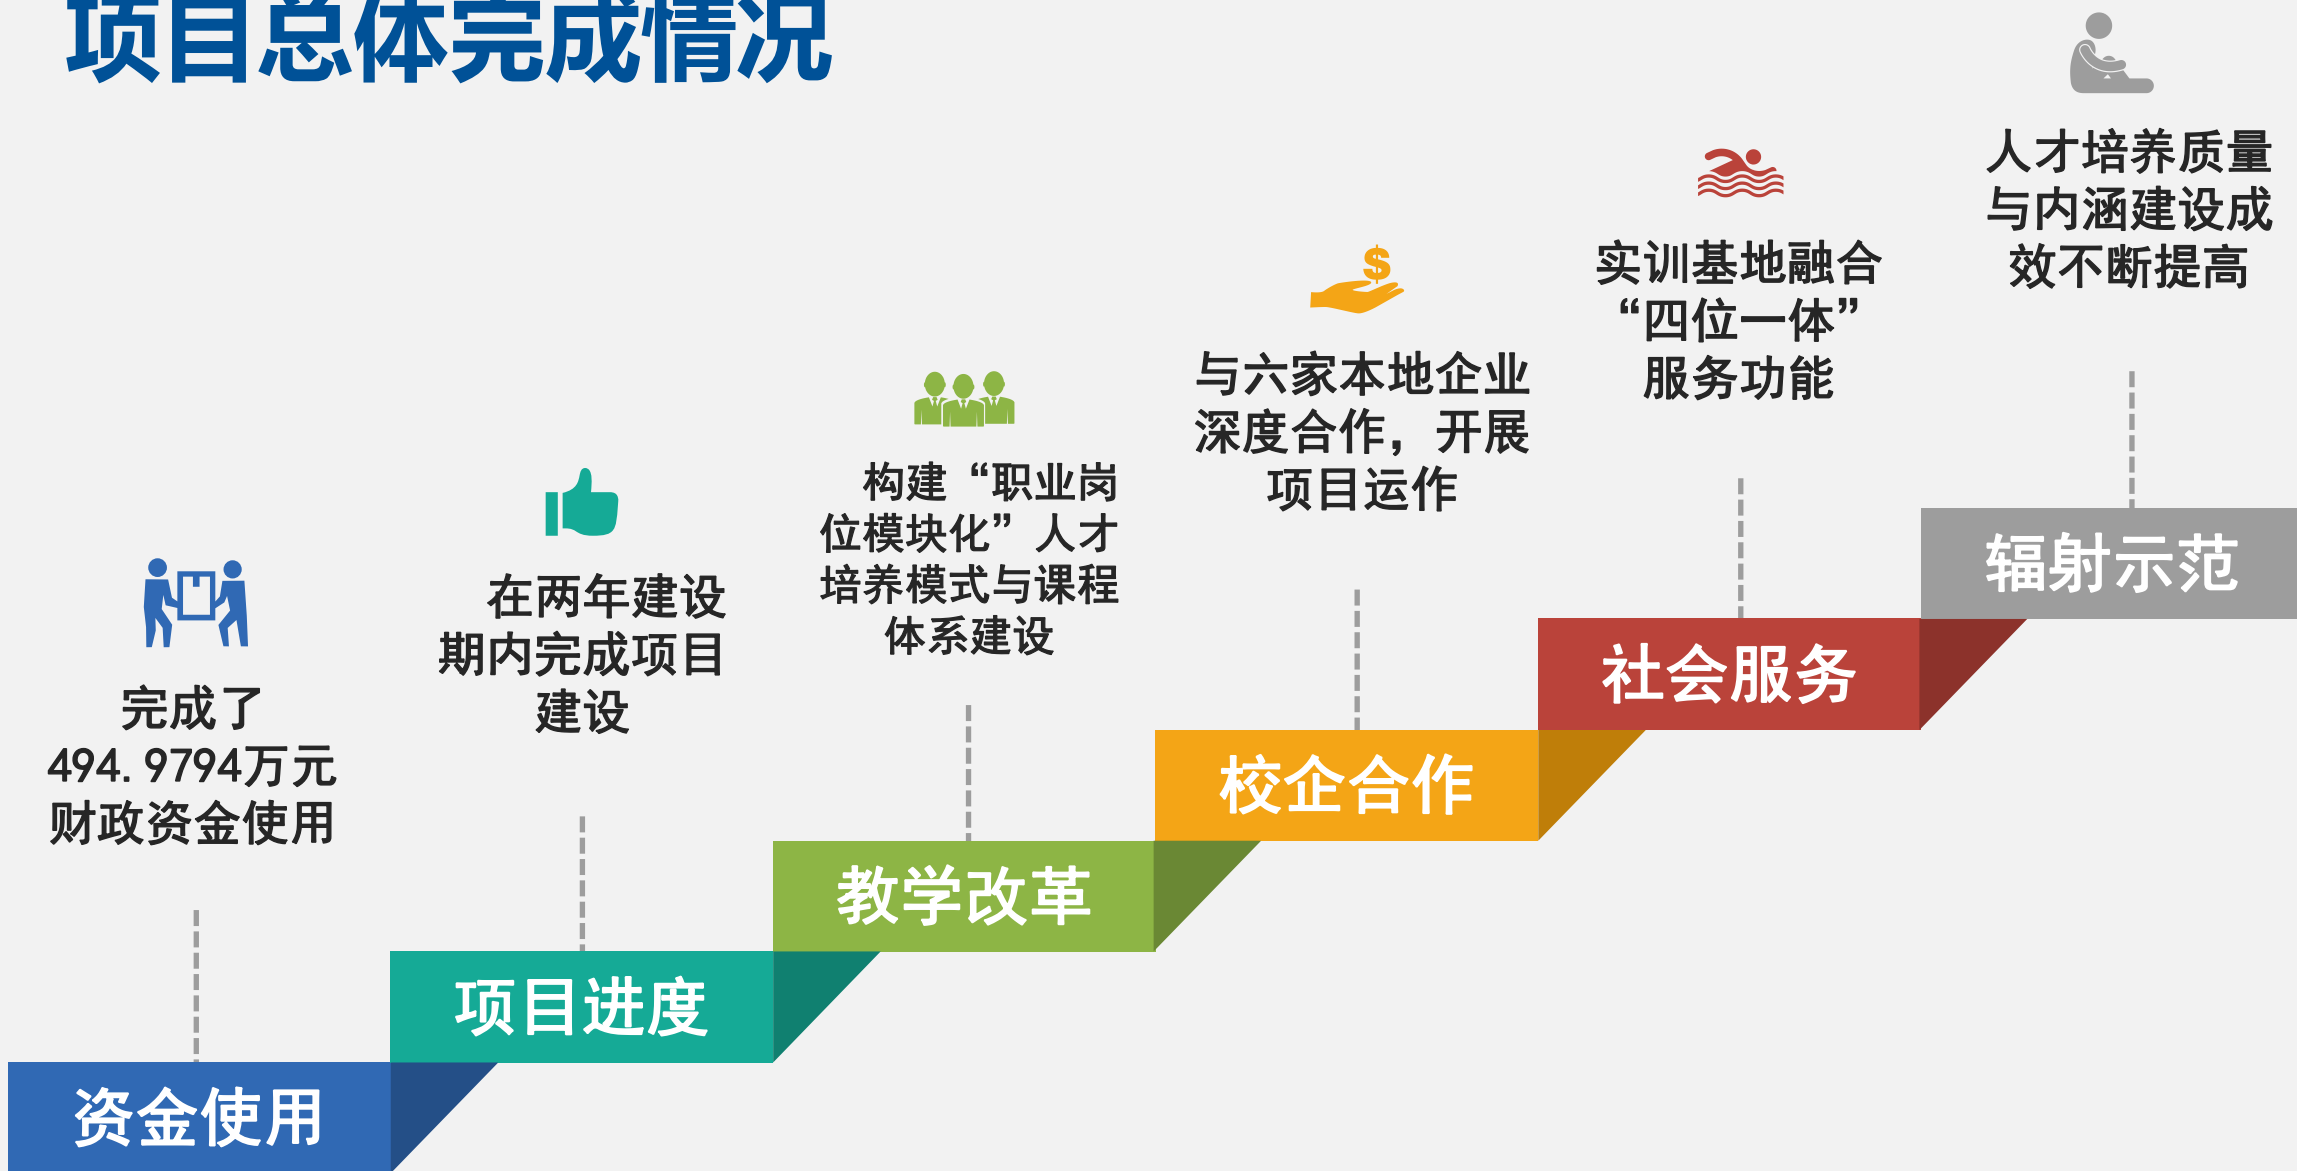 项目总体完成情况
完成了
494.9794万元
财政资金使用
资金使用
在两年建设
期内完成项目
建设
项目进度
构建“职业岗
位模块化”人才
培养模式与课程
体系建设
教学改革
$
与六家本地企业
深度合作，开展
项目运作
校企合作
实训基地融合
“四位一体”
服务功能
社会服务
人才培养质量
与内涵建设成
效不断提高
辐射示范